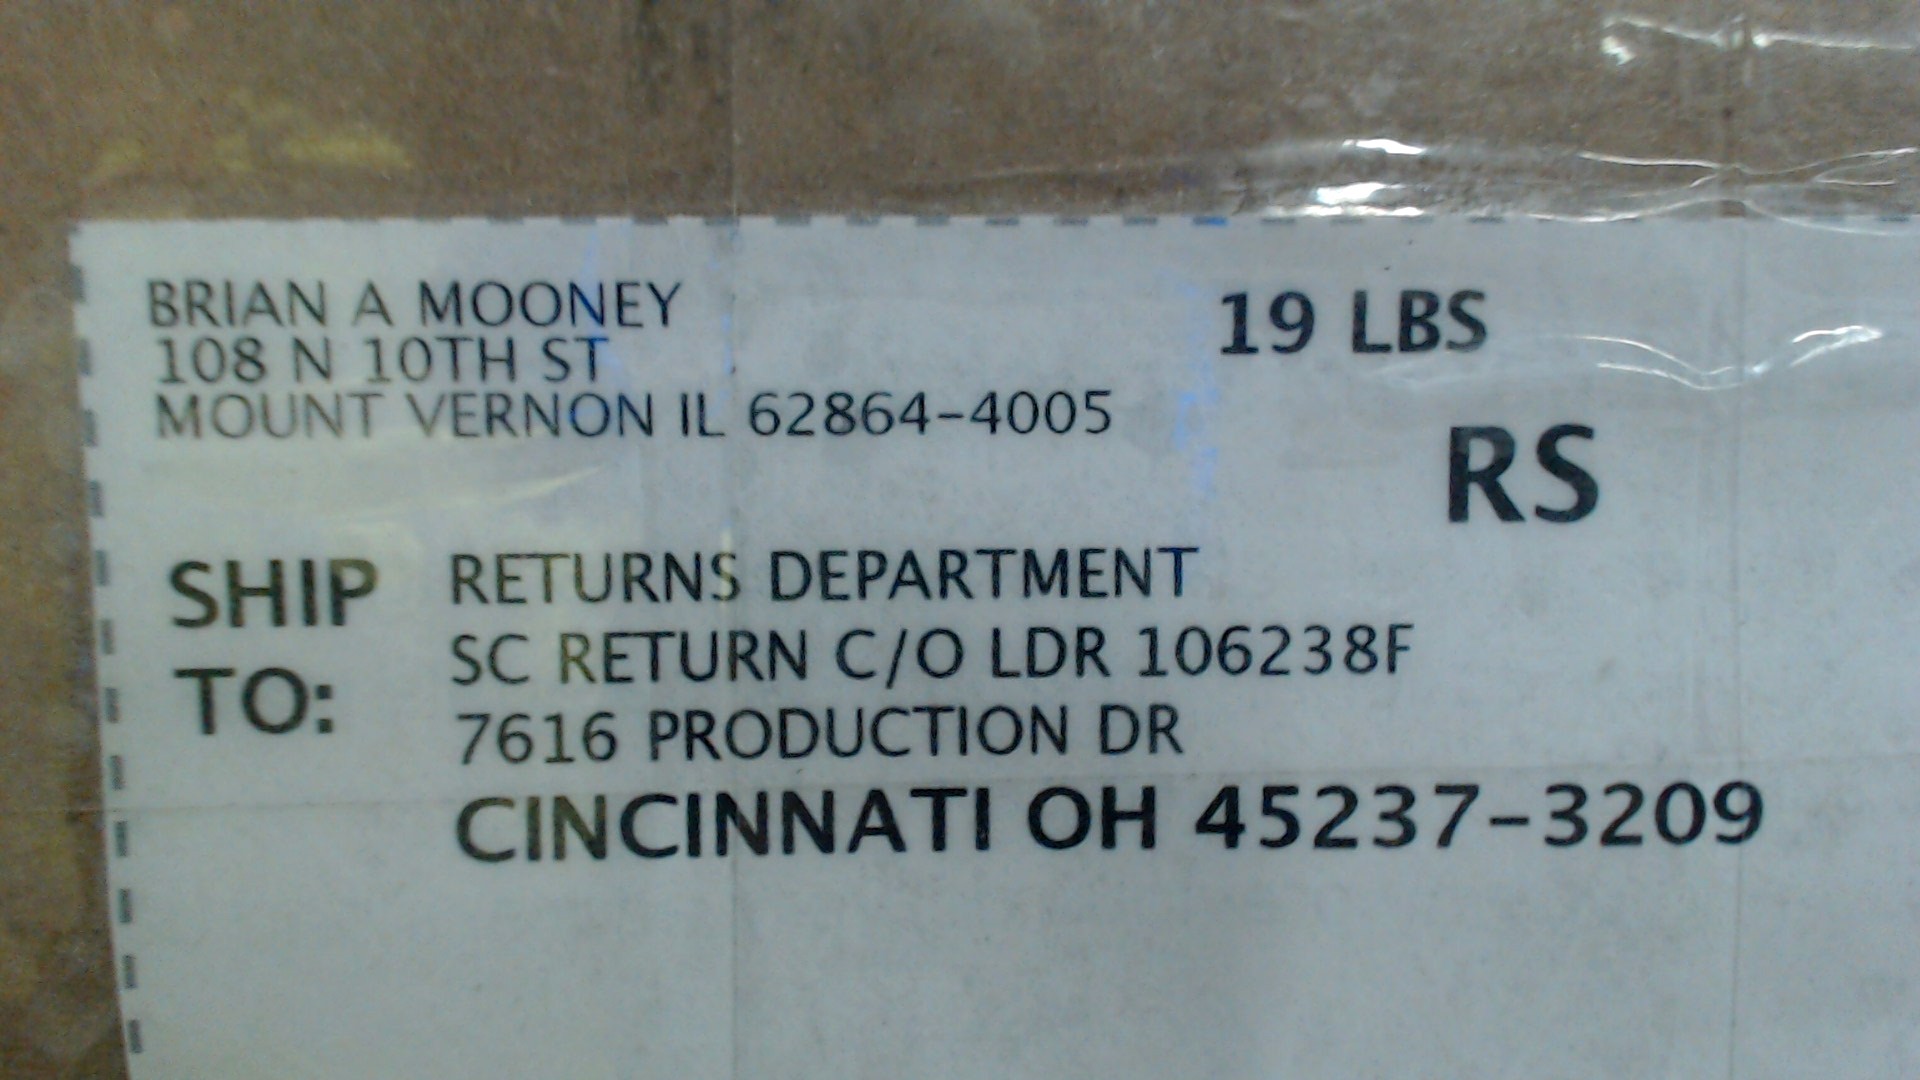 BRIAN A MOONEY
108 N 10TH ST
MOUNT VERNON IL 62864-4005
19 LBS
RS
SHIP TO:
RETURNS DEPARTMENT
SC RETURN C/O LDR 106238F
7616 PRODUCTION DR
CINCINNATI OH 45237-3209